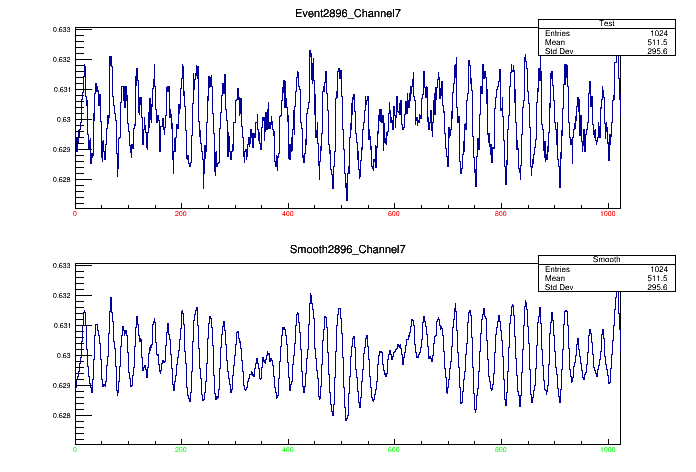 Event2896_Channel7
Test
Entries 1024
Mean 511.5
Std Dev 295.6
0.633
0.632
0.631
0.63
0.629
0.628
0 200 400 600 800 1000
Smooth2896_Channel7
Smooth
Entries 1024
Mean 511.5
Std Dev 295.6
0.633
0.632
0.631
0.63
0.629
0.628
0 200 400 600 800 1000